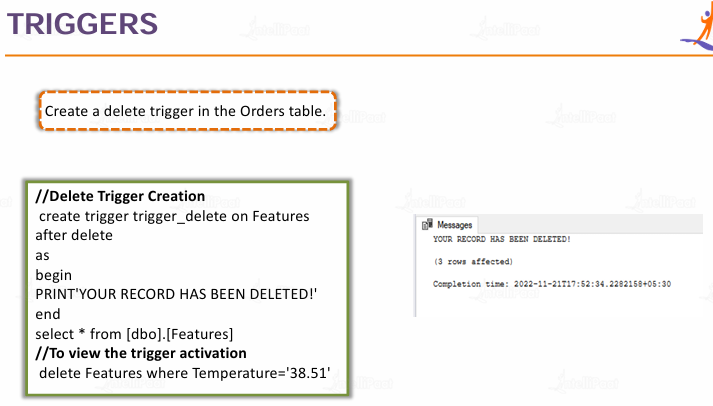 TRIGGERS
Create a delete trigger in the Orders table.
//Delete Trigger Creation
create trigger trigger_delete on Features
after delete
as
begin
PRINT'YOUR RECORD HAS BEEN DELETED!'
end
select * from [dbo].[Features]
//To view the trigger activation
delete Features where Temperature='38.51'
Messages
YOUR RECORD HAS BEEN DELETED!
(3 rows affected)
Completion time: 2022-11-21T17:52:34.2282158+05:30